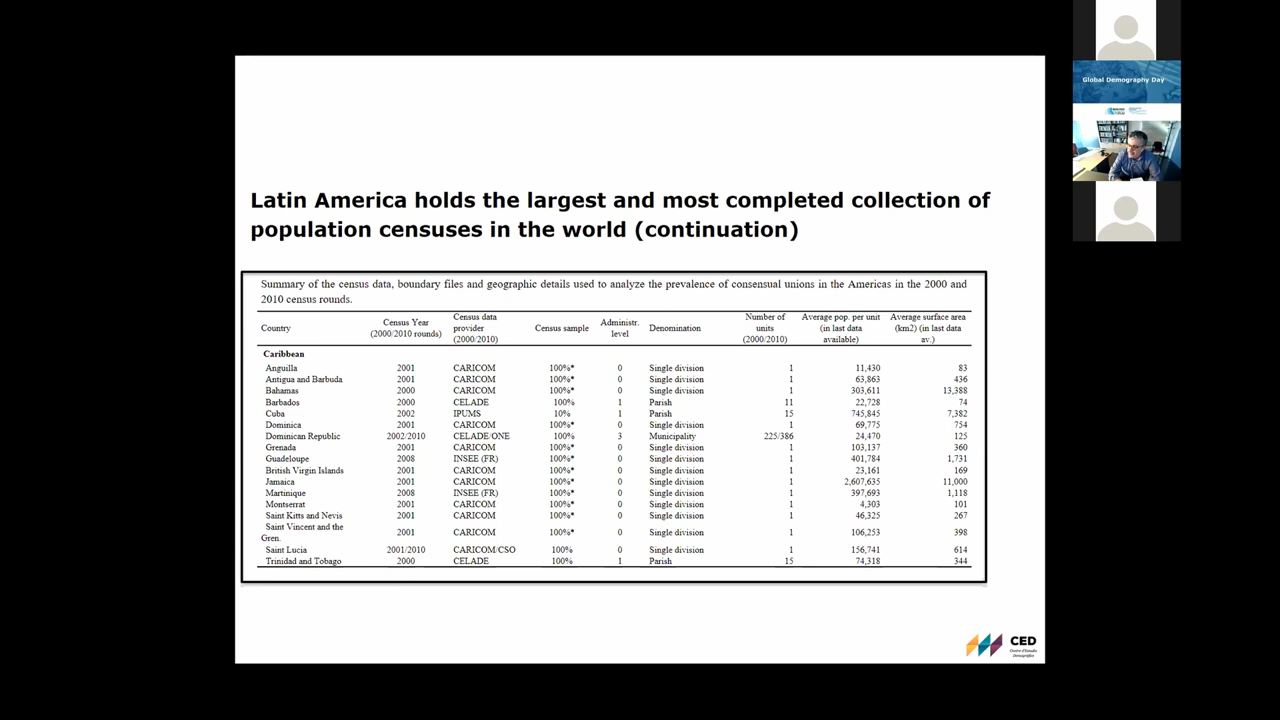 Global Demography Day
Latin America holds the largest and most completed collection of
population censuses in the world (continuation)
Summary of the census data, boundary files and geographic details used to analyze the prevalence of consensual unions in the Americas in the 2000 and
2010 census rounds.
Country Census Year (2000/2010 rounds) Census data provider (2000/2010) Census sample Administr. level Denomination Number of units (2000/2010) Average pop. per unit (in last data available) Average surface area (km2) (in last data av.)
Caribbean
Anguilla 2001 CARICOM 100%* 0 Single division 1 11,430 83
Antigua and Barbuda 2001 CARICOM 100%* 0 Single division 1 63,863 436
Bahamas 2000 CARICOM 100%* 0 Single division 1 303,611 13,388
Barbados 2000 CELADE 100% 1 Parish 11 22,728 74
Cuba 2002 IPUMS 10% 1 Parish 15 745,845 7,382
Dominica 2001 CARICOM 100%* 0 Single division 1 69,775 754
Dominican Republic 2002/2010 CELADE/ONE 100% 3 Municipality 225/386 24,470 125
Grenada 2001 CARICOM 100%* 0 Single division 1 103,137 360
Guadeloupe 2008 INSEE (FR) 100%* 0 Single division 1 401,784 1,731
British Virgin Islands 2001 CARICOM 100%* 0 Single division 1 23,161 169
Jamaica 2001 CARICOM 100%* 0 Single division 1 2,607,635 11,000
Martinique 2008 INSEE (FR) 100%* 0 Single division 1 397,693 1,118
Montserrat 2001 CARICOM 100%* 0 Single division 1 4,303 101
Saint Kitts and Nevis 2001 CARICOM 100%* 0 Single division 1 46,325 267
Saint Vincent and the Gren. 2001 CARICOM 100%* 0 Single division 1 106,253 398
Saint Lucia 2001/2010 CARICOM/CSO 100% 0 Single division 1 156,741 614
Trinidad and Tobago 2000 CELADE 100% 1 Parish 15 74,318 344
CED
Centre d'Estudis
Demogràfics